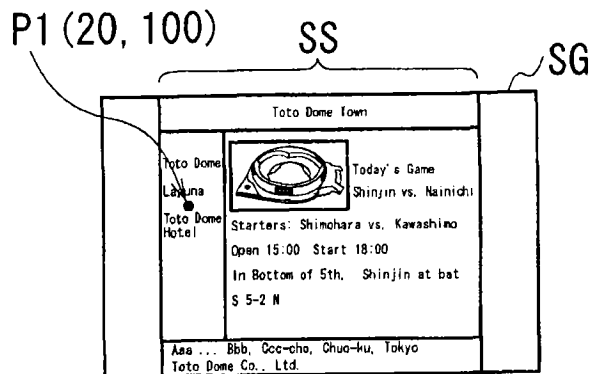 P1 (20, 100)
SS
SG
Toto Dome Town
Toto Dome
Laguna
Toto Dome
Hotel
Today's Game
Shinjin vs. Nainichi
Starters: Shimohara vs. Kawashimo
Open 15:00 Start 18:00
In Bottom of 5th, Shinjin at bat
S 5-2 N
Aaa ... Bbb, Ccc-cho, Chuo-ku, Tokyo
Toto Dome Co., Ltd.